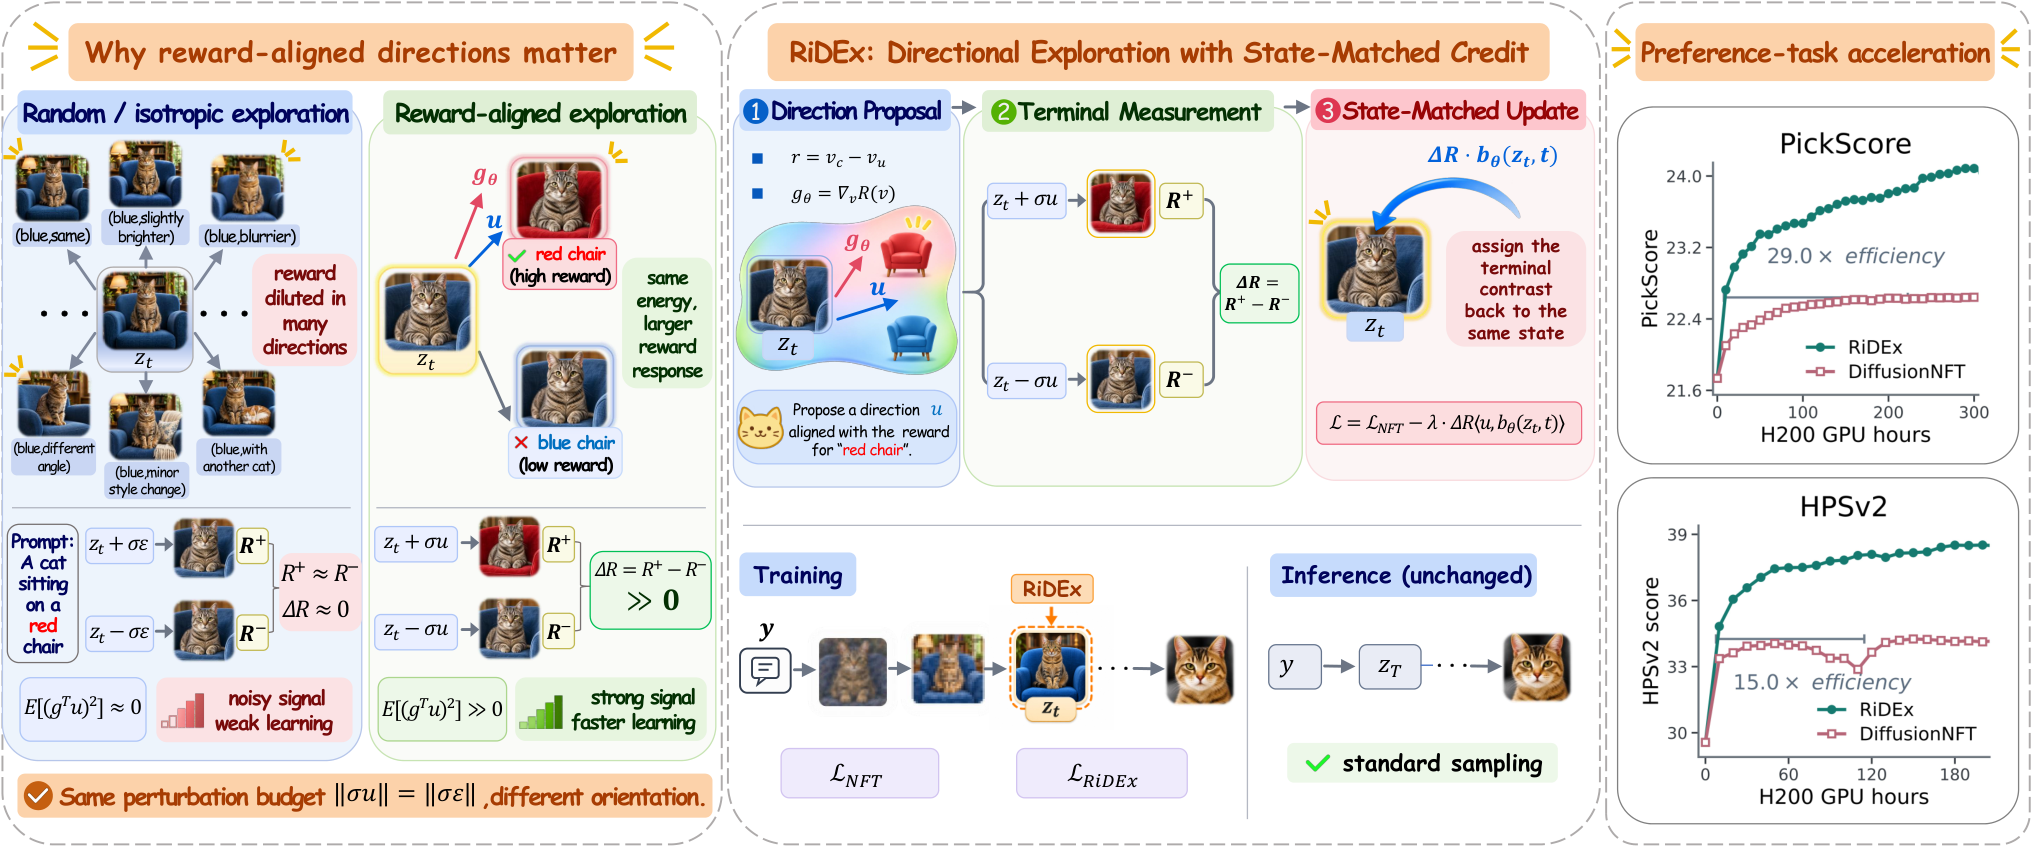 Why reward-aligned directions matter
Random / isotropic exploration
(blue,same)
(blue,slightly
brighter)
(blue,blurrier)
z_t
reward
diluted in
many
directions
(blue,different
angle)
(blue,minor
style change)
(blue,with
another cat)
Prompt:
A cat
sitting
on a
red
chair
z_t + σε
R⁺
z_t − σε
R⁻
R⁺ ≈ R⁻
ΔR ≈ 0
E[(gᵀu)²] ≈ 0
noisy signal
weak learning
Reward-aligned exploration
g_θ
u
z_t
red chair
(high reward)
blue chair
(low reward)
same
energy,
larger
reward
response
z_t + σu
R⁺
z_t − σu
R⁻
ΔR = R⁺ − R⁻
≫ 0
E[(gᵀu)²] ≫ 0
strong signal
faster learning
Same perturbation budget ‖σu‖ = ‖σε‖ ,different orientation.
RiDEx: Directional Exploration with State-Matched Credit
1 Direction Proposal
r = v_c − v_u
g_θ = ∇_v R(v)
g_θ
u
z_t
Propose a direction u
aligned with the reward
for “red chair”.
2 Terminal Measurement
z_t + σu
R⁺
z_t − σu
R⁻
ΔR =
R⁺ − R⁻
3 State-Matched Update
ΔR · b_θ(z_t, t)
z_t
assign the
terminal
contrast
back to the
same state
ℒ = ℒ_NFT − λ · ΔR⟨u, b_θ(z_t, t)⟩
Training
y
RiDEx
z_t
ℒ_NFT
ℒ_RiDEx
Inference (unchanged)
y
z_T
standard sampling
Preference-task acceleration
PickScore
PickScore
24.0
23.2
22.4
21.6
29.0 × efficiency
RiDEx
DiffusionNFT
0 100 200 300
H200 GPU hours
HPSv2
HPSv2 score
39
36
33
30
15.0 × efficiency
RiDEx
DiffusionNFT
0 60 120 180
H200 GPU hours